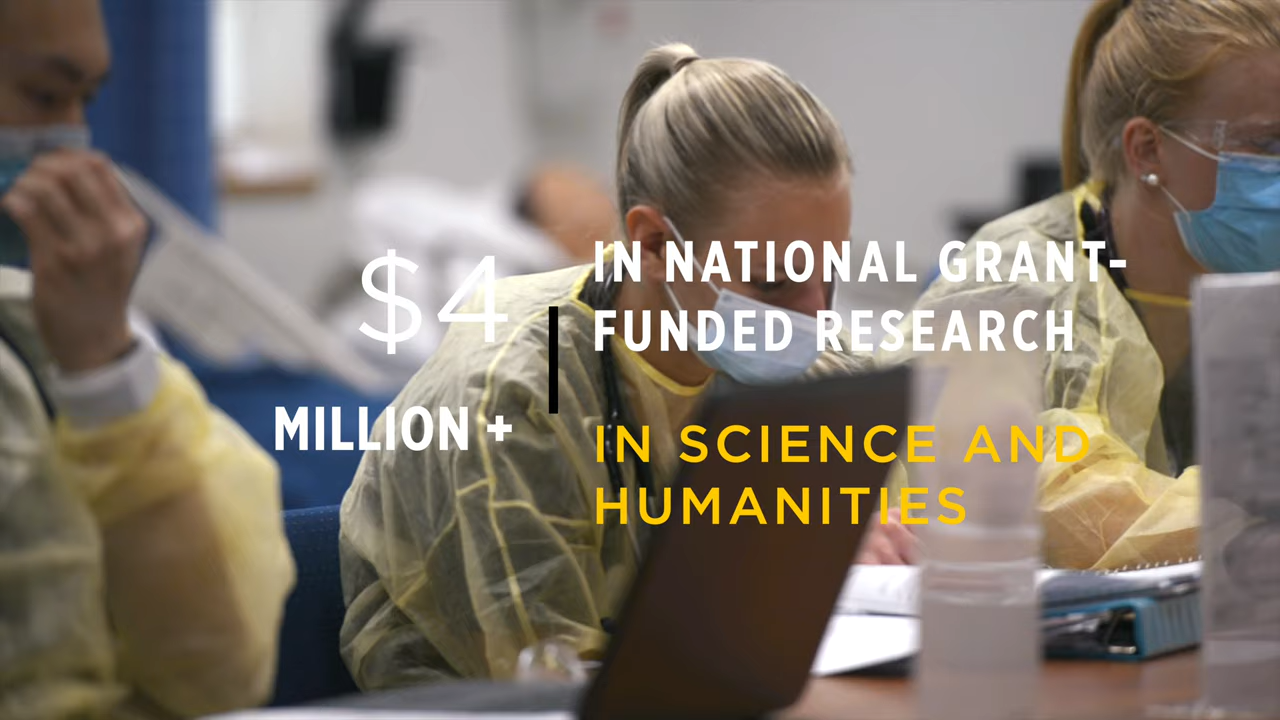 $4
MILLION +
IN NATIONAL GRANT-
FUNDED RESEARCH
IN SCIENCE AND
HUMANITIES